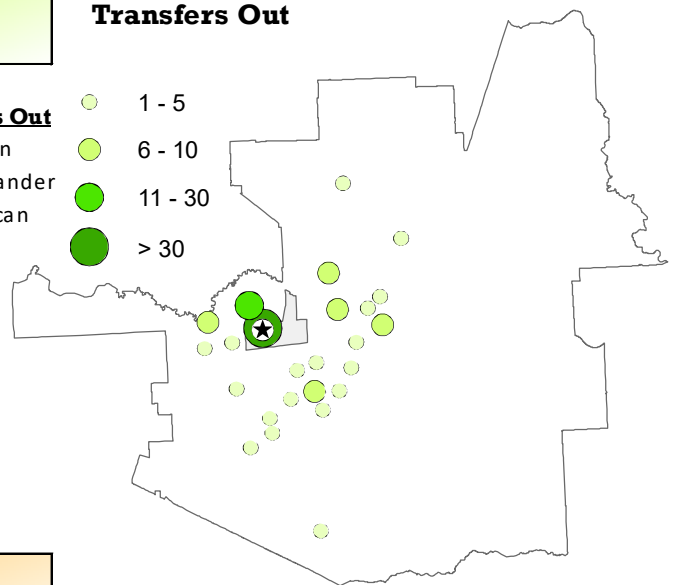 Transfers Out
s Out
n
ander
can
1 - 5
6 - 10
11 - 30
> 30